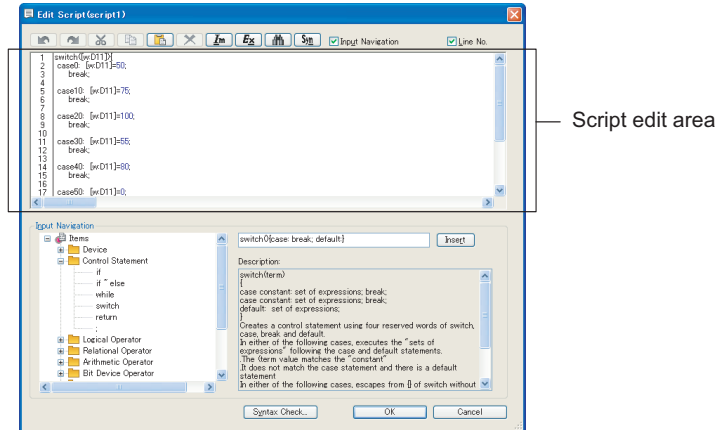 Edit Script(script1)
Im Ex Syn Input Navigation Line No.
1 switch([w:D11]){
2 case0: [w:D11]=50;
3 break;
4
5 case10: [w:D11]=75;
6 break;
7
8 case20: [w:D11]=100;
9 break;
10
11 case30: [w:D11]=55;
12 break;
13
14 case40: [w:D11]=80;
15 break;
16
17 case50: [w:D11]=0;
Script edit area
Input Navigation
Items
Device
Control Statement
if
if ~ else
while
switch
return
;
Logical Operator
Relational Operator
Arithmetic Operator
Bit Device Operator
switch(){case: break; default:}
Insert
Description:
switch(term)
{
case constant: set of expressions; break;
case constant: set of expressions; break;
default: set of expressions;
}
Creates a control statement using four reserved words of switch,
case, break and default.
In either of the following cases, executes the "sets of
expressions" following the case and default statements.
.The (term value matches the "constant"
.It does not match the case statement and there is a default
statement
In either of the following cases, escapes from {} of switch without
Syntax Check... OK Cancel